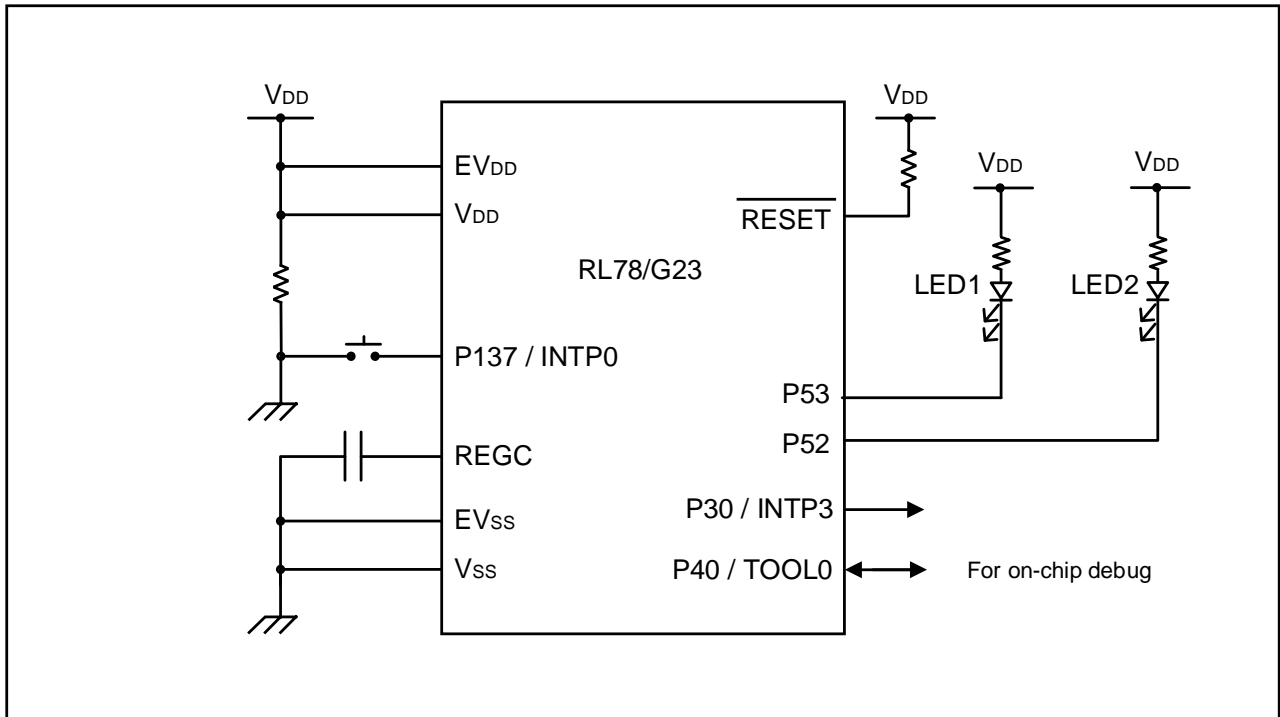 VDD
VDD
VDD
VDD
EVDD
VDD
RESET
RL78/G23
LED1
LED2
P137 / INTP0
P53
P52
REGC
P30 / INTP3
EVSS
VSS
P40 / TOOL0
For on-chip debug